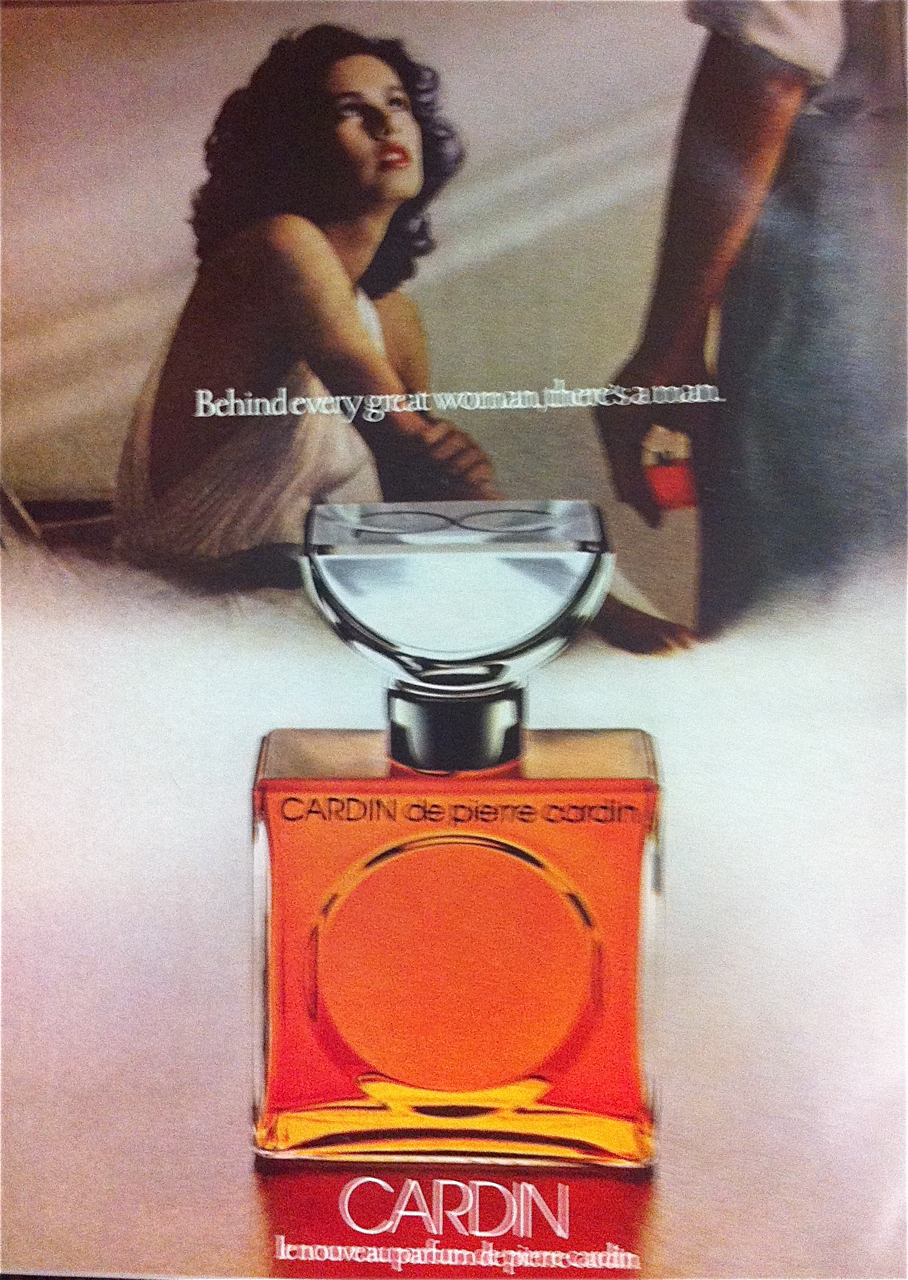 Behind every great woman, there's a man.
CARDIN de pierre cardin
CARDIN
le nouveau parfum de pierre cardin